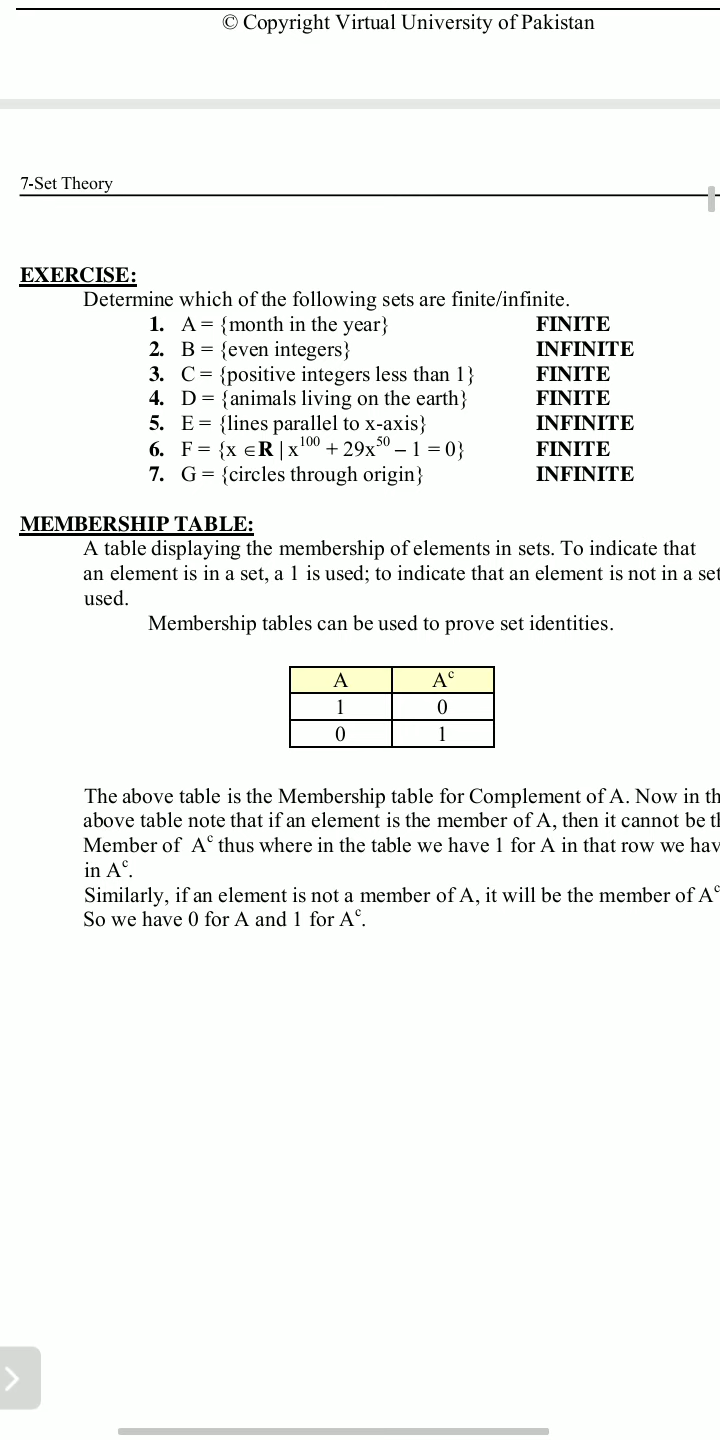 © Copyright Virtual University of Pakistan
7-Set Theory
EXERCISE:
Determine which of the following sets are finite/infinite.
1. A = {month in the year} FINITE
2. B = {even integers} INFINITE
3. C = {positive integers less than 1} FINITE
4. D = {animals living on the earth} FINITE
5. E = {lines parallel to x-axis} INFINITE
6. F = {x ∈R | x¹⁰⁰ + 29x⁵⁰ – 1 = 0} FINITE
7. G = {circles through origin} INFINITE
MEMBERSHIP TABLE:
A table displaying the membership of elements in sets. To indicate that
an element is in a set, a 1 is used; to indicate that an element is not in a set
used.
Membership tables can be used to prove set identities.
A Aᶜ
1 0
0 1
The above table is the Membership table for Complement of A. Now in th
above table note that if an element is the member of A, then it cannot be th
Member of Aᶜ thus where in the table we have 1 for A in that row we hav
in Aᶜ.
Similarly, if an element is not a member of A, it will be the member of Aᶜ
So we have 0 for A and 1 for Aᶜ.